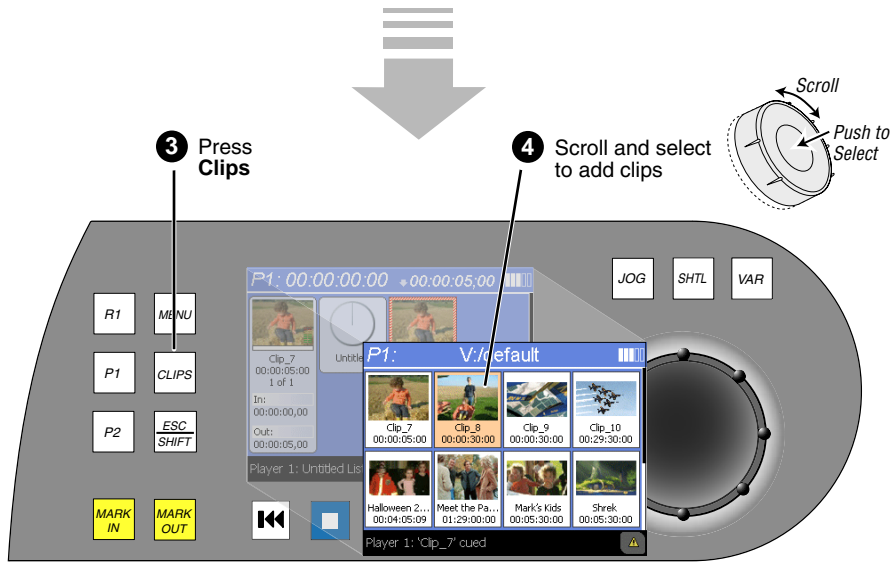 Scroll
Push to
Select
3 Press
Clips
4 Scroll and select
to add clips
P1: 00:00:00:00 00:00:05;00
JOG
SHTL
VAR
R1
MENU
P1
CLIPS
P2
ESC
SHIFT
MARK
IN
MARK
OUT
Clip_7
00:00:05:00
1 of 1
In:
00:00:00,00
Out:
00:00:05,00
Untitle
Player 1: Untitled Lis
P1: V:/default
Clip_7
00:00:05:00
Clip_8
00:00:30:00
Clip_9
00:00:30:00
Clip_10
00:29:30:00
Halloween 2...
00:04:05:09
Meet the Pa...
01:29:00:00
Mark's Kids
00:05:30:00
Shrek
00:05:30:00
Player 1: 'Clip_7' cued